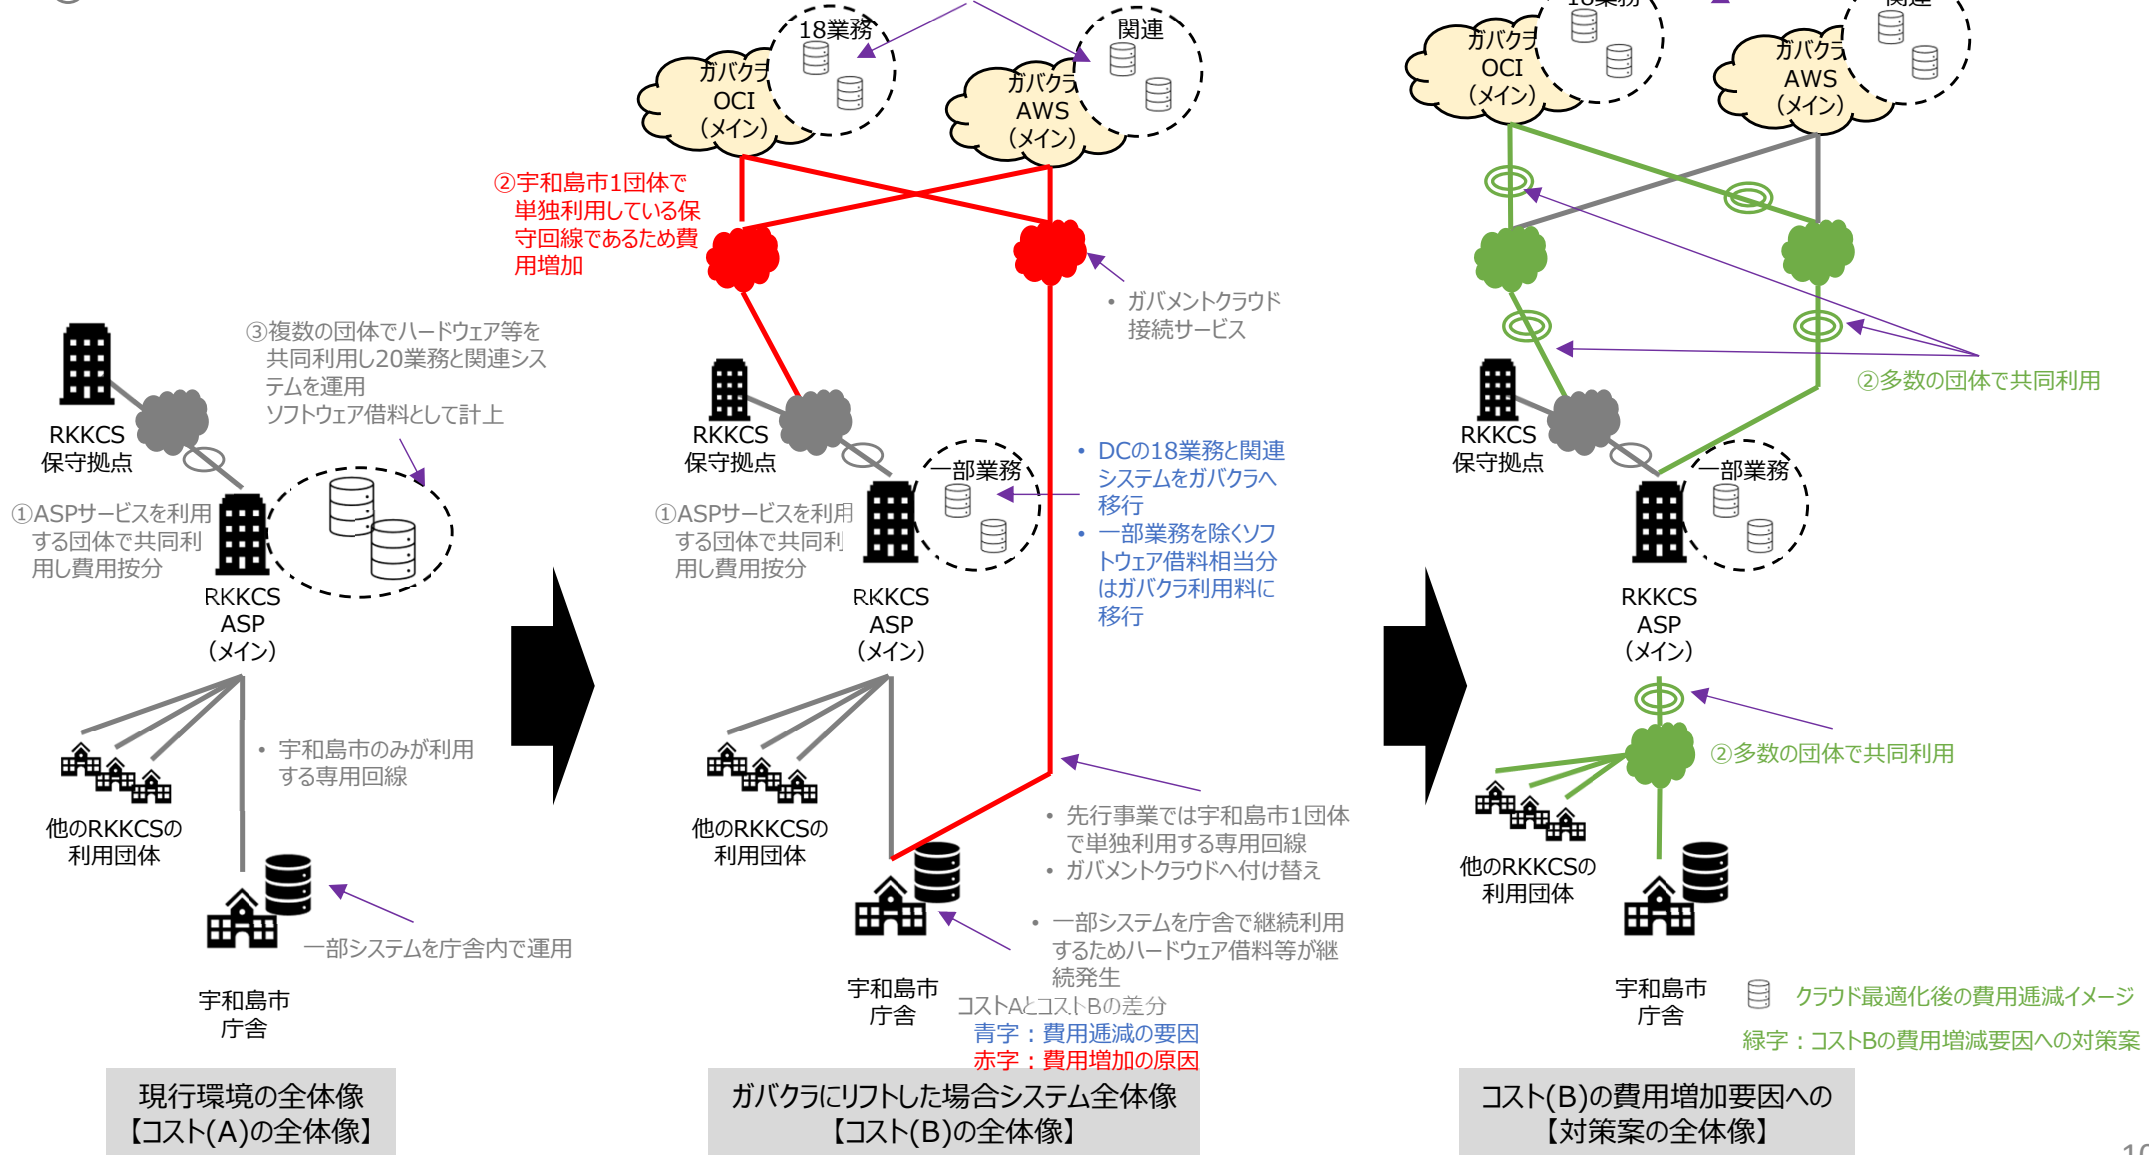 ③複数の団体でハードウェア等を
共同利用し20業務と関連シス
テムを運用
ソフトウェア借料として計上
RKKCS
保守拠点
①ASPサービスを利用
する団体で共同利
用し費用按分
RKKCS
ASP
（メイン）
• 宇和島市のみが利用
する専用回線
他のRKKCSの
利用団体
一部システムを庁舎内で運用
宇和島市
庁舎
現行環境の全体像
【コスト(A)の全体像】
18業務
関連
ガバクラ
OCI
（メイン）
ガバクラ
AWS
（メイン）
②宇和島市1団体で
単独利用している保
守回線であるため費
用増加
• ガバメントクラウド
接続サービス
RKKCS
保守拠点
一部業務
• DCの18業務と関連
システムをガバクラへ
移行
• 一部業務を除くソフ
トウェア借料相当分
はガバクラ利用料に
移行
①ASPサービスを利用
する団体で共同利
用し費用按分
RKKCS
ASP
（メイン）
他のRKKCSの
利用団体
• 先行事業では宇和島市1団体
で単独利用する専用回線
• ガバメントクラウドへ付け替え
• 一部システムを庁舎で継続利用
するためハードウェア借料等が継
続発生
宇和島市
庁舎
コストAとコストBの差分
青字：費用逓減の要因
赤字：費用増加の原因
ガバクラにリフトした場合システム全体像
【コスト(B)の全体像】
18業務
関連
ガバクラ
OCI
（メイン）
ガバクラ
AWS
（メイン）
②多数の団体で共同利用
RKKCS
保守拠点
一部業務
RKKCS
ASP
（メイン）
②多数の団体で共同利用
他のRKKCSの
利用団体
宇和島市
庁舎
クラウド最適化後の費用逓減イメージ
緑字：コストBの費用増減要因への対策案
コスト(B)の費用増加要因への
【対策案の全体像】